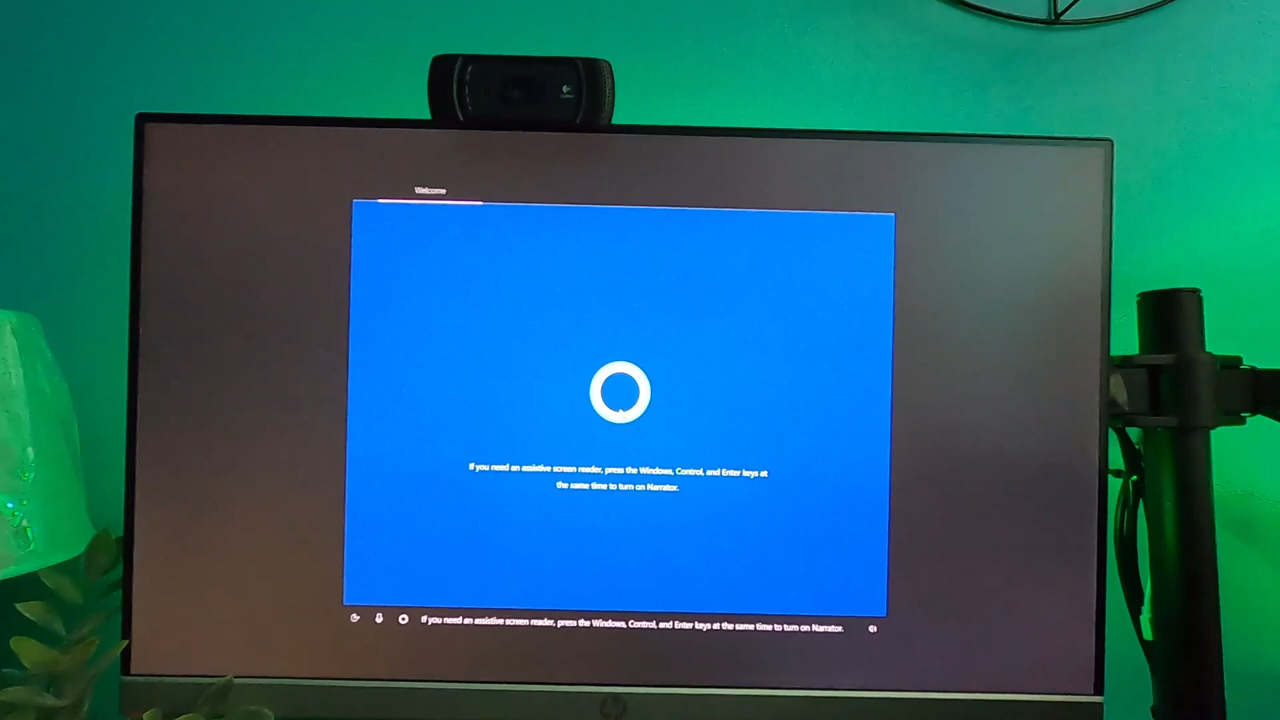 Welcome
If you need an assistive screen reader, press the Windows, Control, and Enter keys at
the same time to turn on Narrator.
If you need an assistive screen reader, press the Windows, Control, and Enter keys at the same time to turn on Narrator.
hp